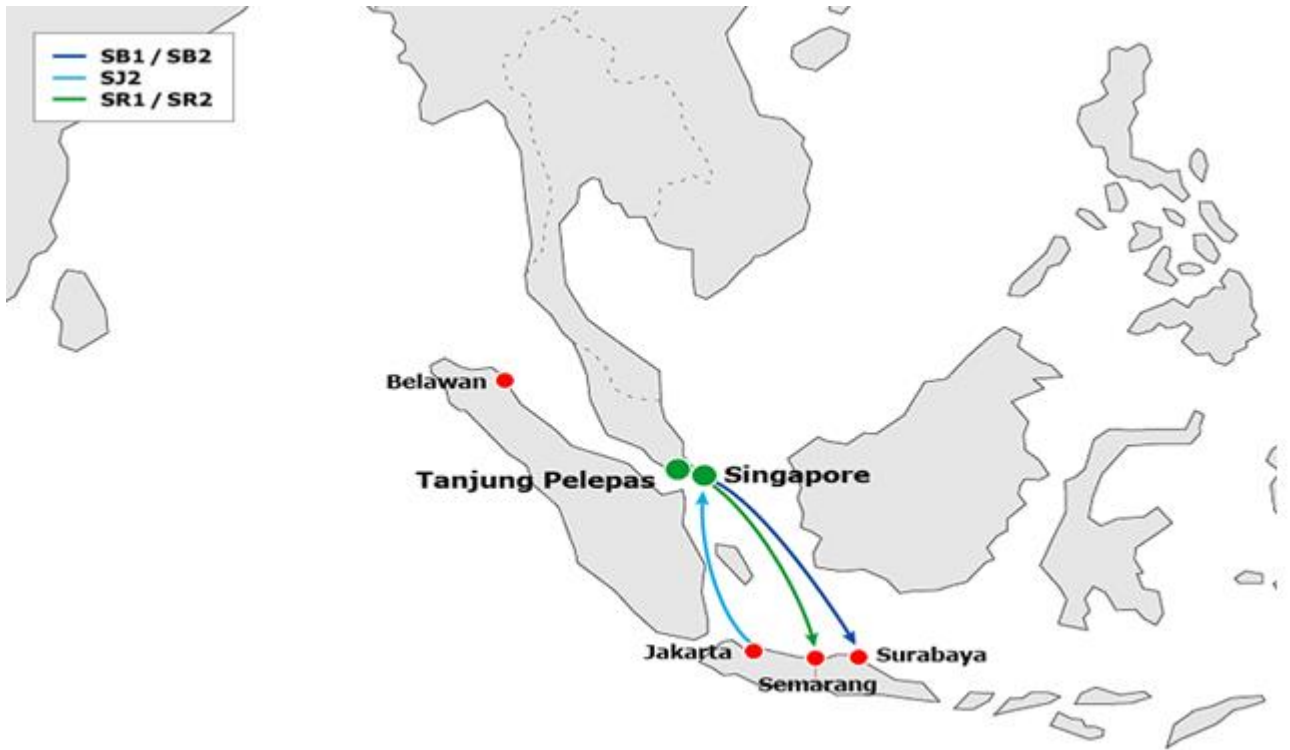 SB1 / SB2
SJ2
SR1 / SR2
Belawan
Tanjung Pelepas
Singapore
Jakarta
Surabaya
Semarang